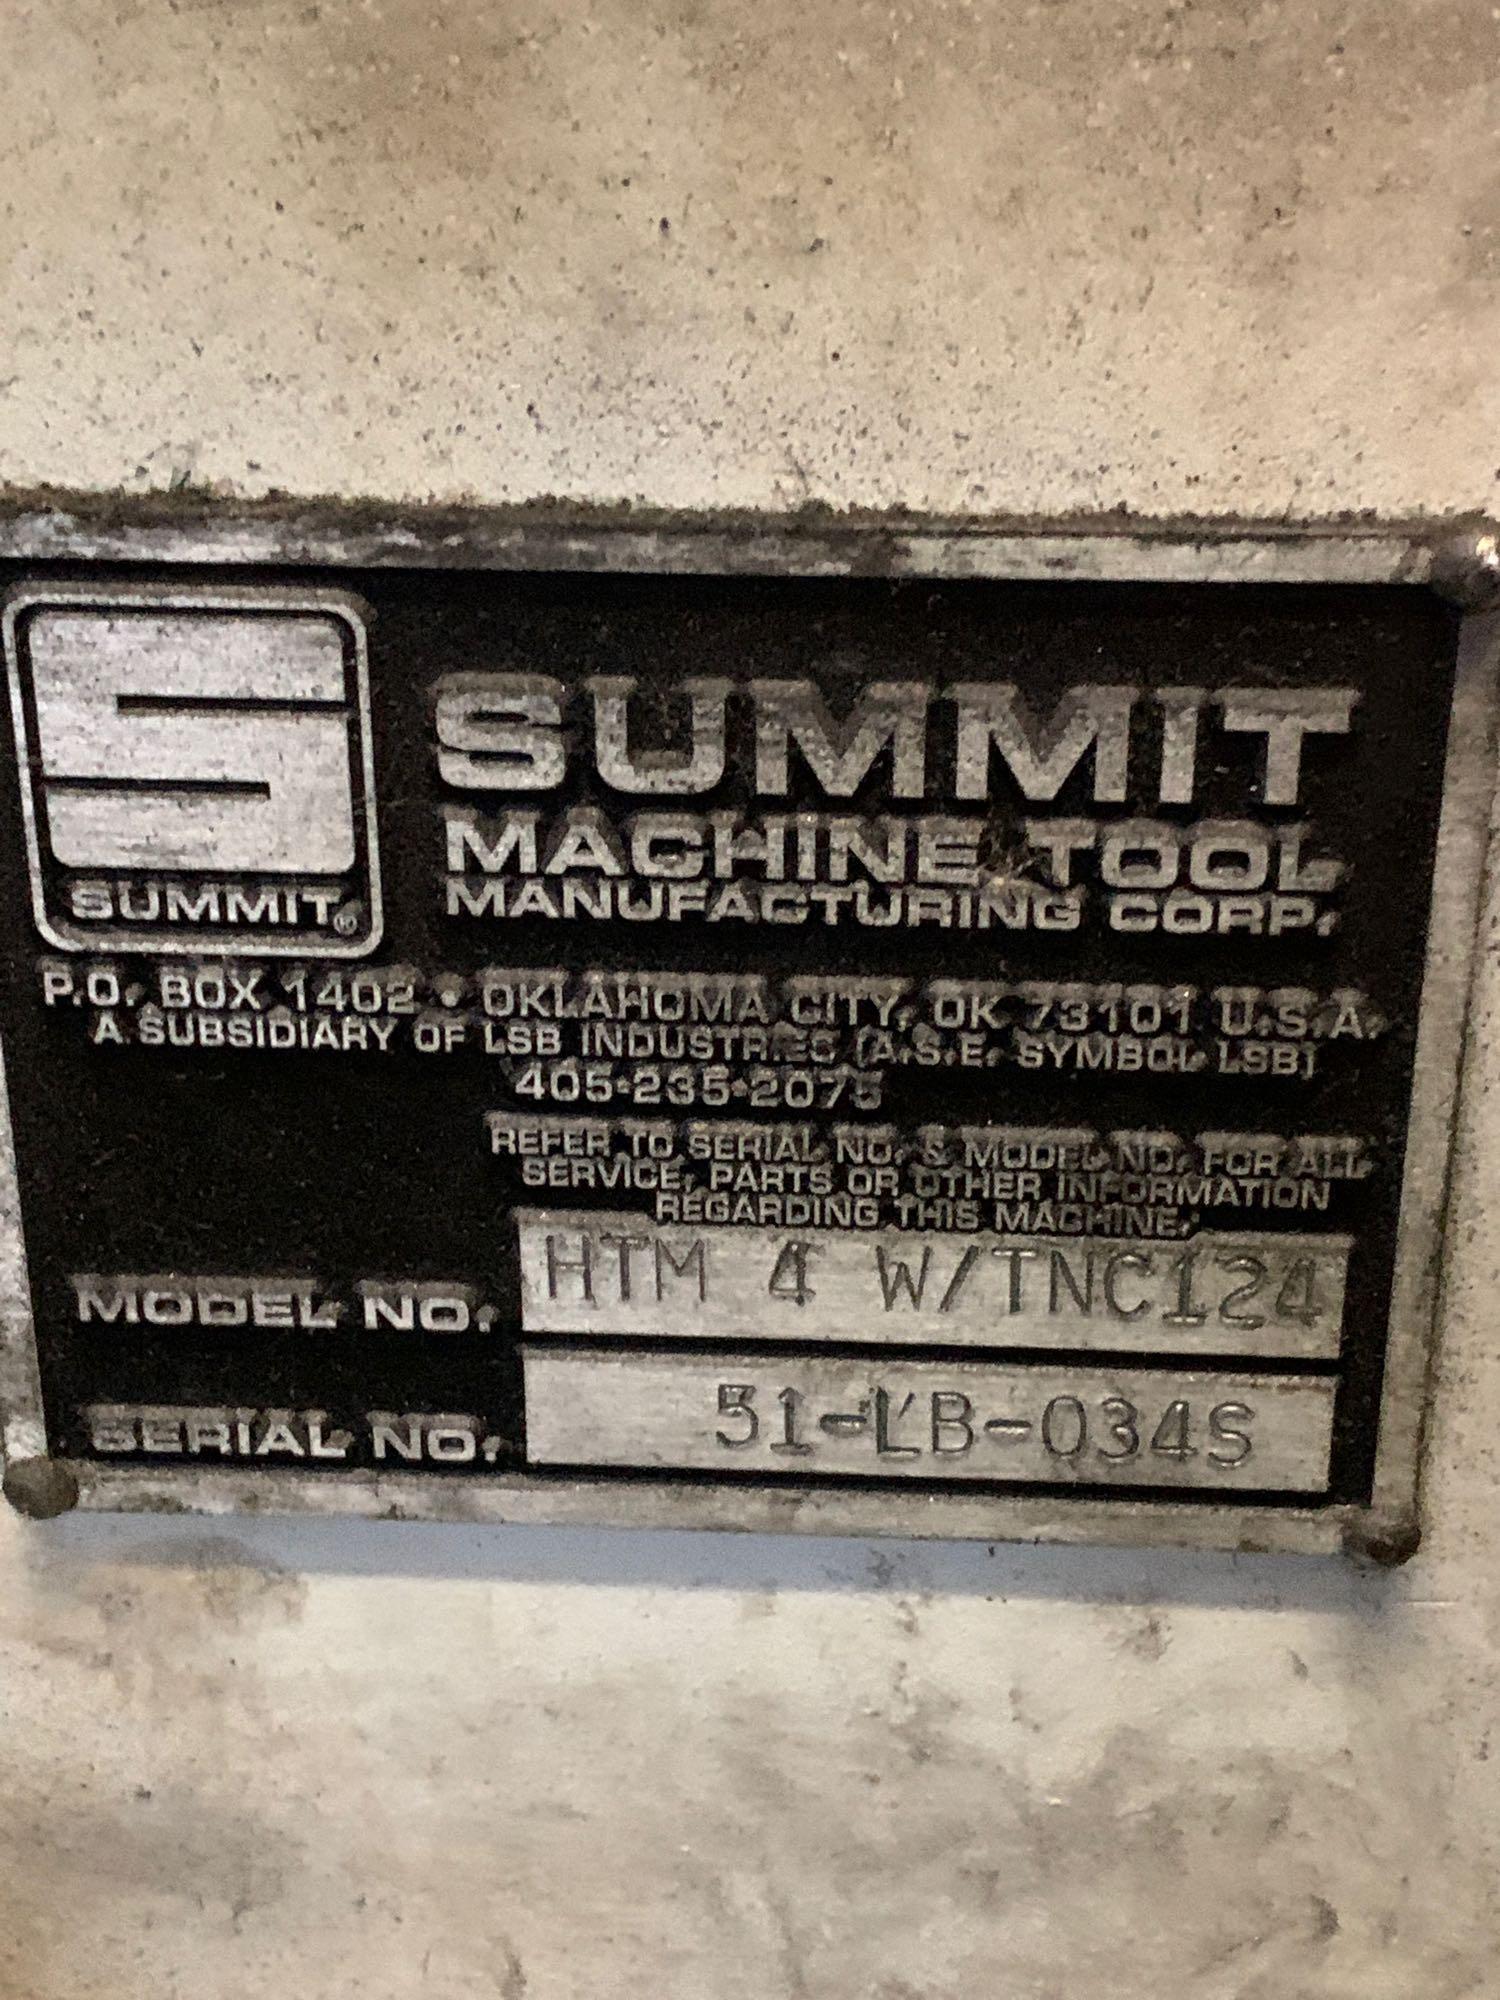 SUMMIT®
SUMMIT
MACHINE TOOL
MANUFACTURING CORP.
P.O. BOX 1402 • OKLAHOMA CITY, OK 73101 U.S.A.
A SUBSIDIARY OF LSB INDUSTRIES (A.S.E. SYMBOL LSB)
405•235•2075
REFER TO SERIAL NO. & MODEL NO. FOR ALL
SERVICE, PARTS OR OTHER INFORMATION
REGARDING THIS MACHINE.
MODEL NO. HTM 4 W/TNC124
SERIAL NO. 51-LB-034S